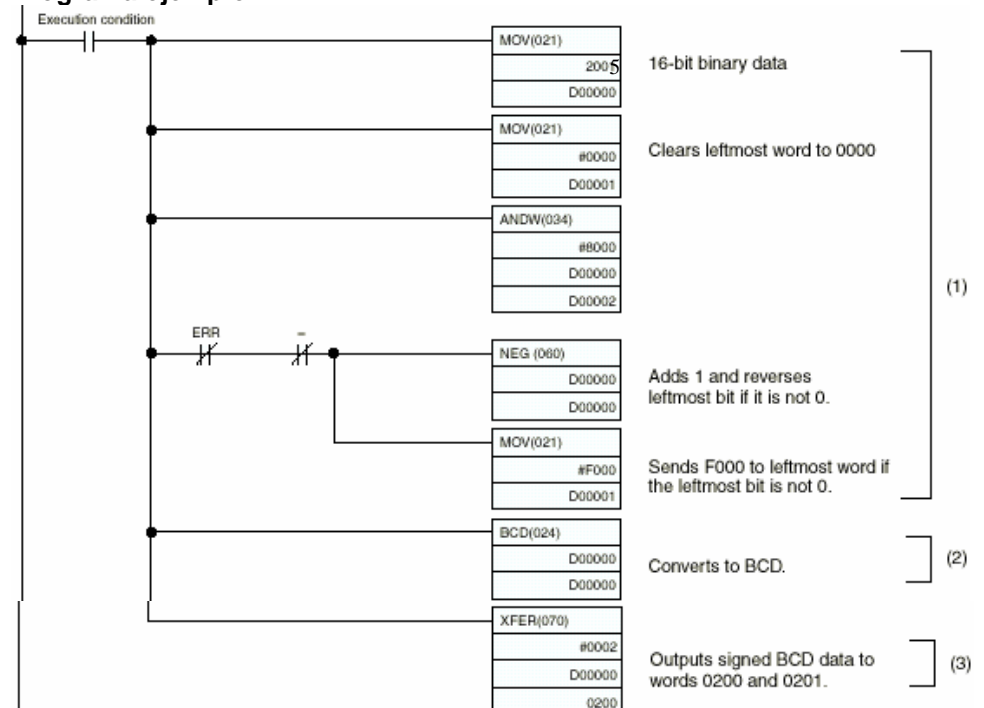 Execution condition
MOV(021)
2005
D00000
16-bit binary data
MOV(021)
#0000
D00001
Clears leftmost word to 0000
ANDW(034)
#8000
D00000
D00002
(1)
ERR
–
NEG (060)
D00000
D00000
Adds 1 and reverses
leftmost bit if it is not 0.
MOV(021)
#F000
D00001
Sends F000 to leftmost word if
the leftmost bit is not 0.
BCD(024)
D00000
D00000
Converts to BCD.
(2)
XFER(070)
#0002
D00000
0200
Outputs signed BCD data to
words 0200 and 0201.
(3)